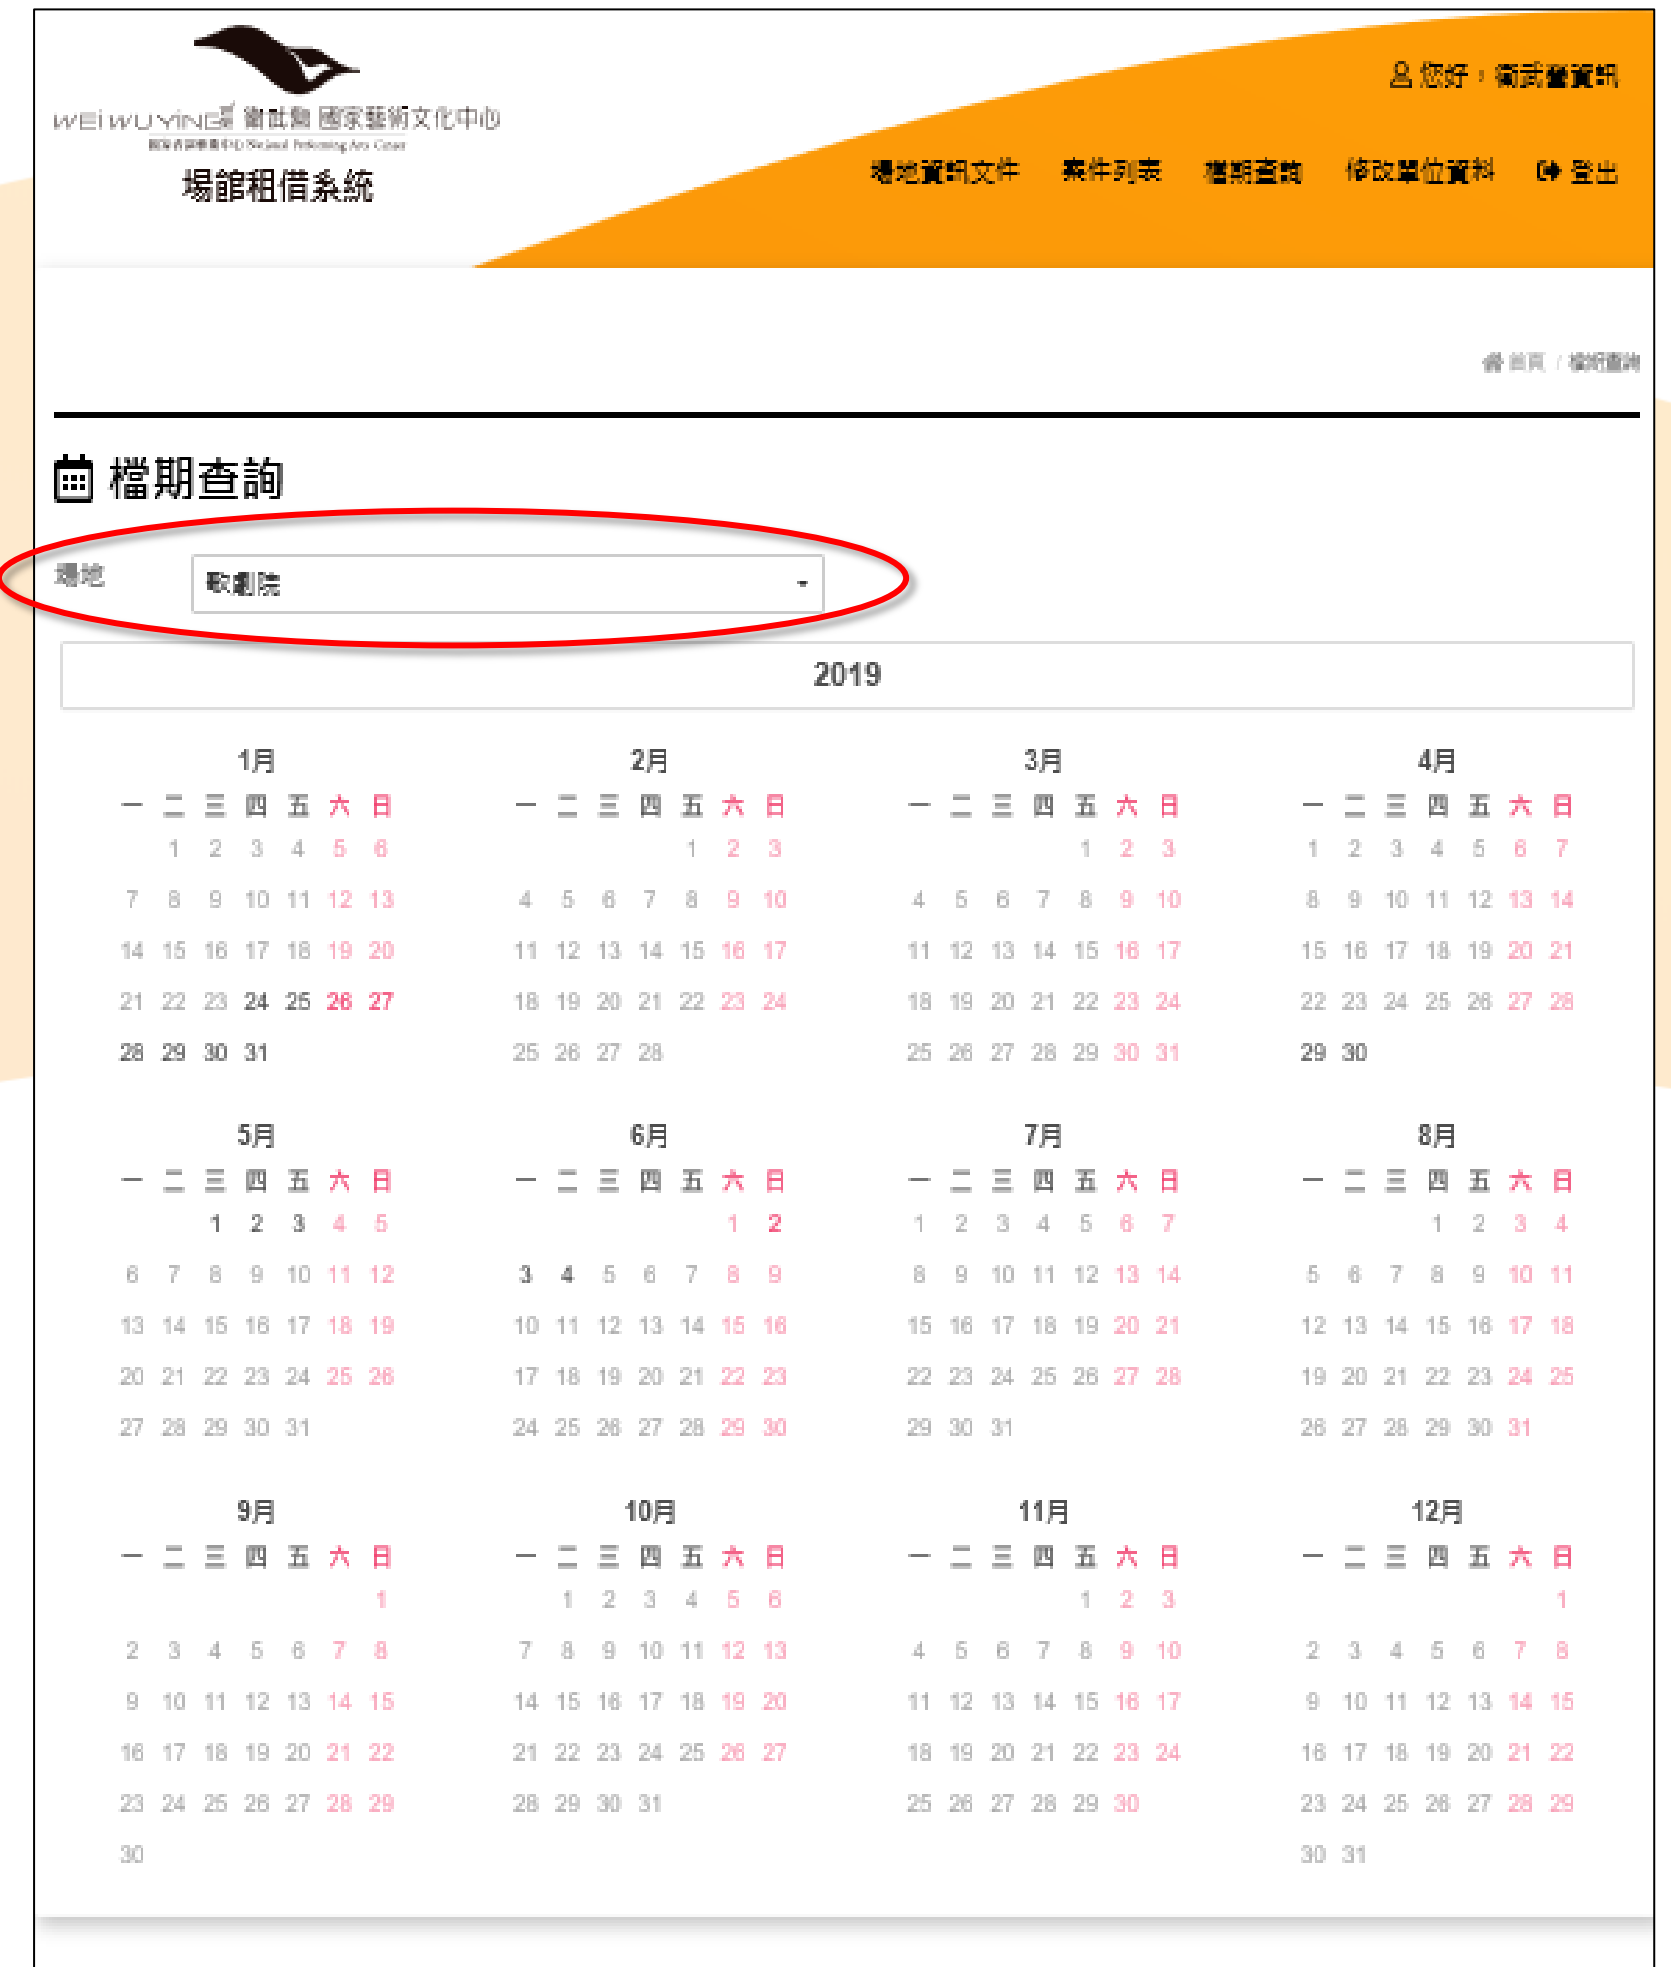 您好，衛武營資訊
WEiWUYiNG 衛武營 國家藝術文化中心
場館租借系統
場地資訊文件 案件列表 檔期查詢 修改單位資料 登出
首頁 / 檔期查詢
檔期查詢
場地 歌劇院
2019
1月 2月 3月 4月
一 二 三 四 五 六 日 一 二 三 四 五 六 日 一 二 三 四 五 六 日 一 二 三 四 五 六 日
1 2 3 4 5 6 1 2 3 1 2 3 1 2 3 4 5 6 7
7 8 9 10 11 12 13 4 5 6 7 8 9 10 4 5 6 7 8 9 10 8 9 10 11 12 13 14
14 15 16 17 18 19 20 11 12 13 14 15 16 17 11 12 13 14 15 16 17 15 16 17 18 19 20 21
21 22 23 24 25 26 27 18 19 20 21 22 23 24 18 19 20 21 22 23 24 22 23 24 25 26 27 28
28 29 30 31 25 26 27 28 25 26 27 28 29 30 31 29 30
5月 6月 7月 8月
一 二 三 四 五 六 日 一 二 三 四 五 六 日 一 二 三 四 五 六 日 一 二 三 四 五 六 日
1 2 3 4 5 1 2 1 2 3 4 5 6 7 1 2 3 4
6 7 8 9 10 11 12 3 4 5 6 7 8 9 8 9 10 11 12 13 14 5 6 7 8 9 10 11
13 14 15 16 17 18 19 10 11 12 13 14 15 16 15 16 17 18 19 20 21 12 13 14 15 16 17 18
20 21 22 23 24 25 26 17 18 19 20 21 22 23 22 23 24 25 26 27 28 19 20 21 22 23 24 25
27 28 29 30 31 24 25 26 27 28 29 30 29 30 31 26 27 28 29 30 31
9月 10月 11月 12月
一 二 三 四 五 六 日 一 二 三 四 五 六 日 一 二 三 四 五 六 日 一 二 三 四 五 六 日
1 1 2 3 4 5 6 1 2 3 1
2 3 4 5 6 7 8 7 8 9 10 11 12 13 4 5 6 7 8 9 10 2 3 4 5 6 7 8
9 10 11 12 13 14 15 14 15 16 17 18 19 20 11 12 13 14 15 16 17 9 10 11 12 13 14 15
16 17 18 19 20 21 22 21 22 23 24 25 26 27 18 19 20 21 22 23 24 16 17 18 19 20 21 22
23 24 25 26 27 28 29 28 29 30 31 25 26 27 28 29 30 23 24 25 26 27 28 29
30 30 31